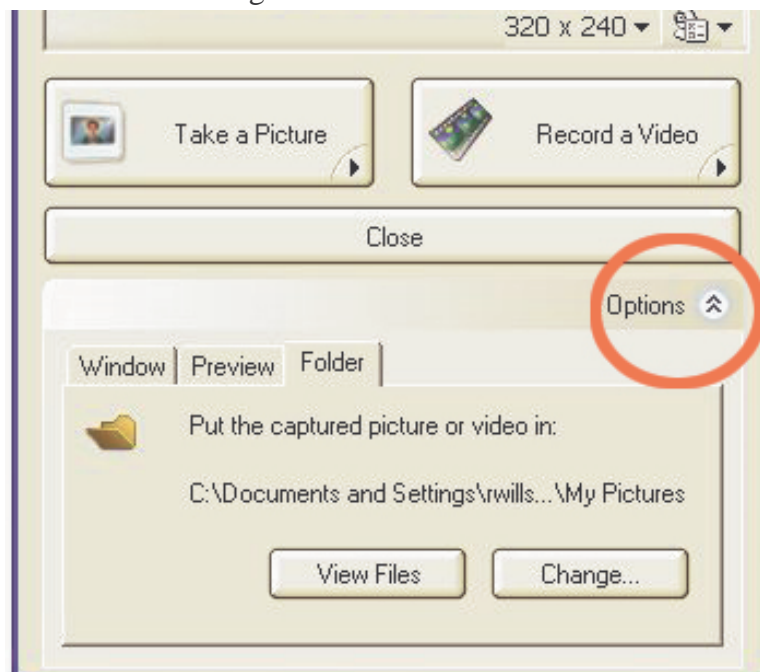 320 x 240
Take a Picture
Record a Video
Close
Options
Window Preview Folder
Put the captured picture or video in:
C:\Documents and Settings\rwills...\My Pictures
View Files Change...